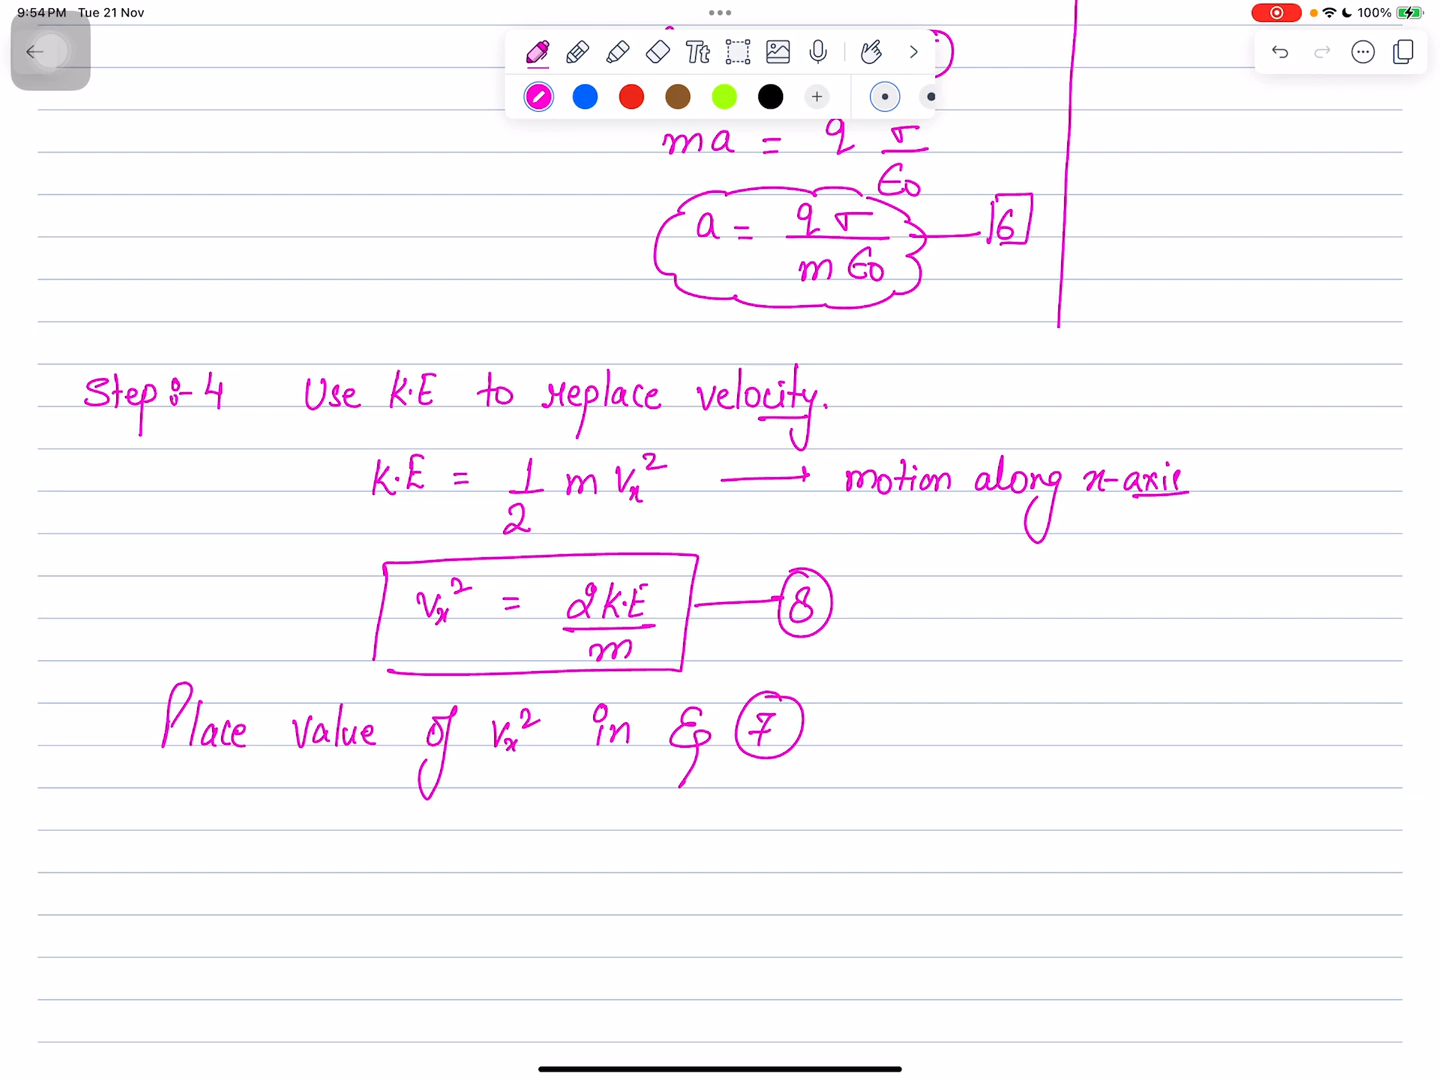 9:54 PM Tue 21 Nov
100%
Tt
ma = q σ/ε0
a = qσ/mε0 — 6
Step:- 4 Use K.E to replace velocity.
K.E = 1/2 m vx² → motion along x-axis
vx² = 2K.E/m — 8
Place value of vx² in Eq 7